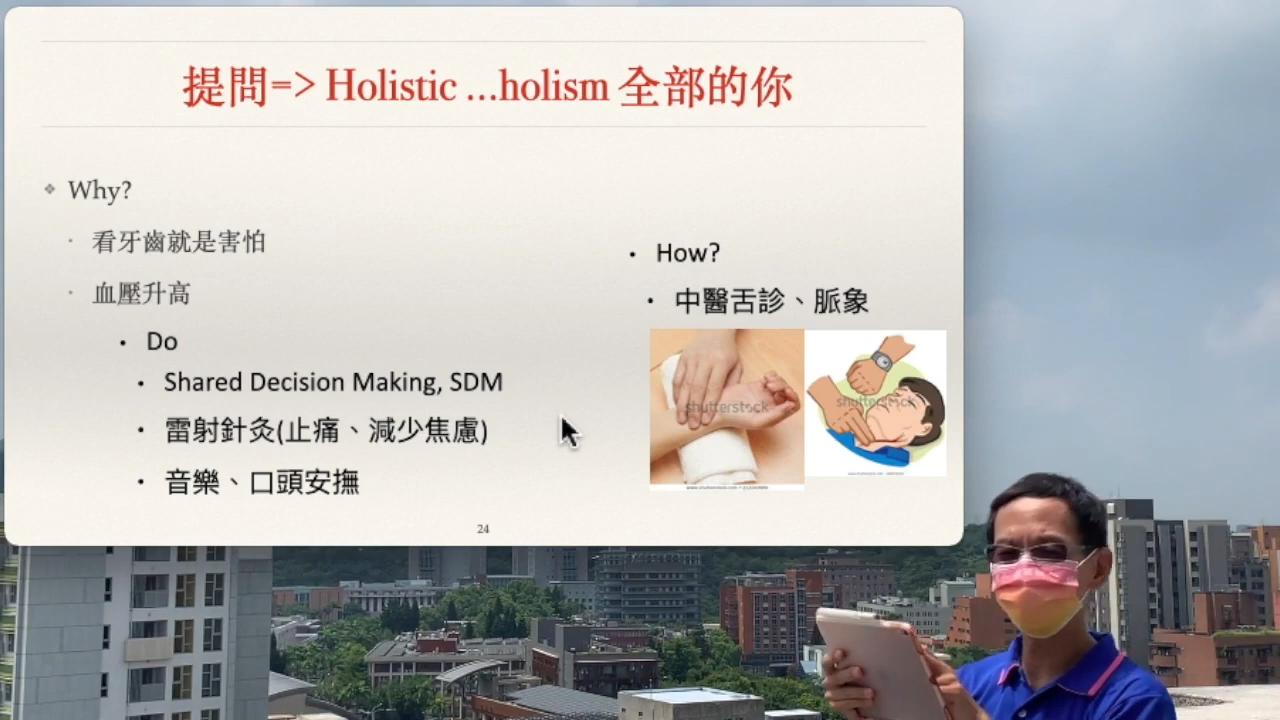 提問=> Holistic ...holism 全部的你
Why?
看牙齒就是害怕
血壓升高
Do
Shared Decision Making, SDM
雷射針灸(止痛、減少焦慮)
音樂、口頭安撫
How?
中醫舌診、脈象
shutterstock
shutterstock
24